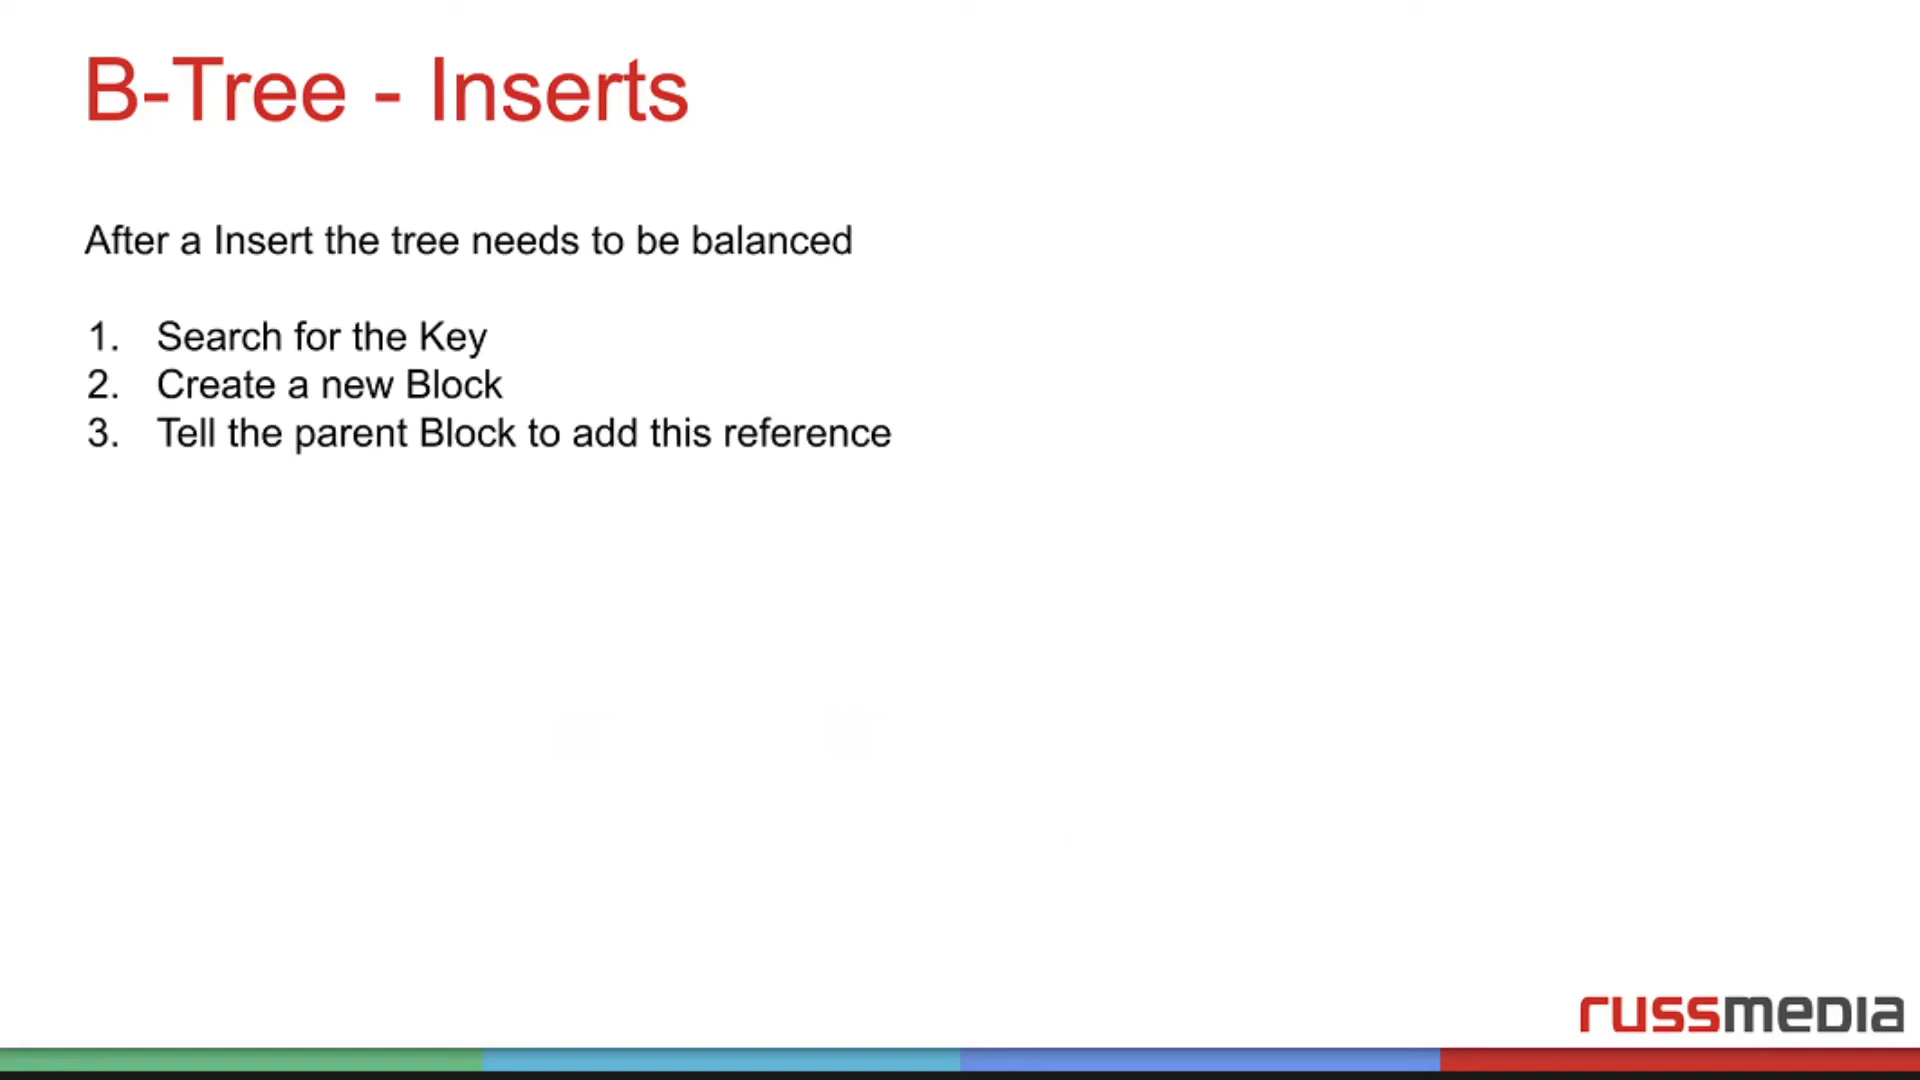 B-Tree - Inserts
After a Insert the tree needs to be balanced
1. Search for the Key
2. Create a new Block
3. Tell the parent Block to add this reference
russmedia